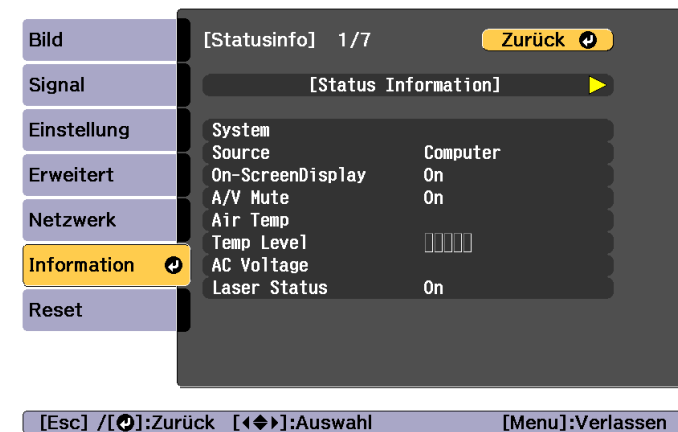 Bild
Signal
Einstellung
Erweitert
Netzwerk
Information
Reset
[Statusinfo] 1/7 Zurück
[Status Information]
System
Source Computer
On-ScreenDisplay On
A/V Mute On
Air Temp
Temp Level
AC Voltage
Laser Status On
[Esc] /[ ]:Zurück [ ]:Auswahl [Menu]:Verlassen